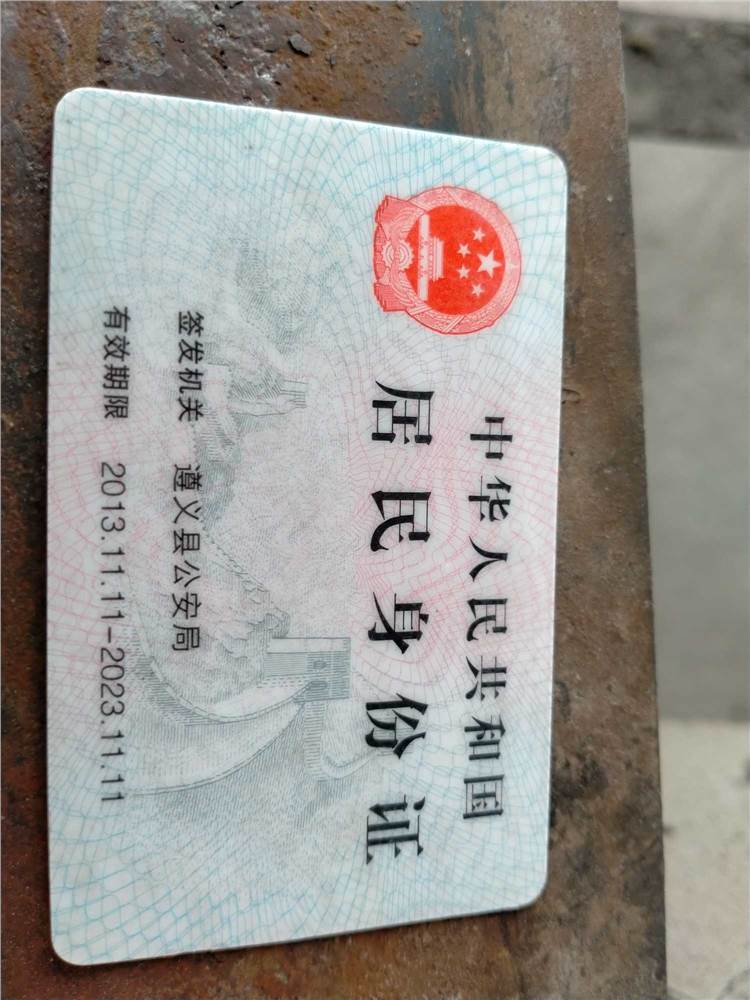 中华人民共和国
居民身份证
签发机关 遵义县公安局
有效期限 2013.11.11-2023.11.11